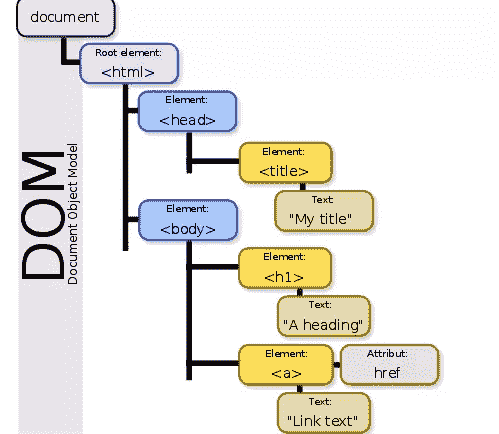 document
Root element:
<html>
Element:
<head>
Element:
<title>
Text
"My title"
Element:
<body>
Element:
<h1>
Text:
"A heading"
Element:
<a>
Attribut:
href
Text:
"Link text"
DOM
Document Object Model